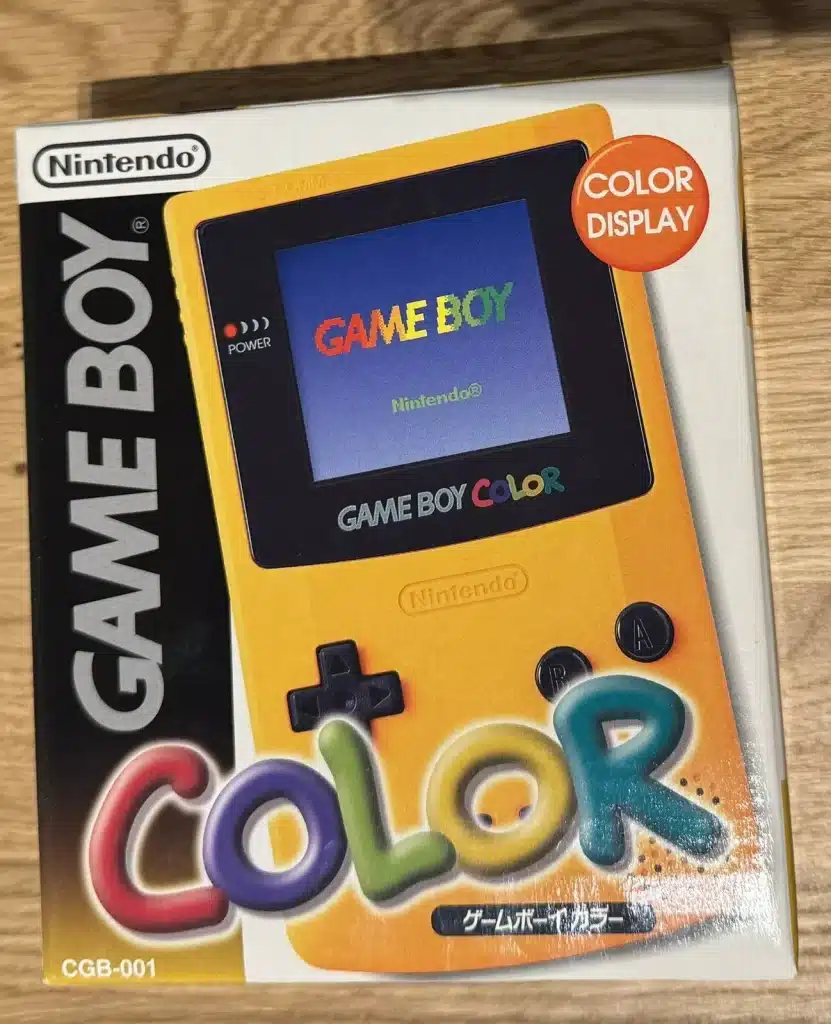 Nintendo®
GAME BOY®
COLOR
DISPLAY
POWER
GAME BOY
Nintendo®
GAME BOY COLOR
Nintendo®
A
B
COLOR
ゲームボーイ カラー
CGB-001